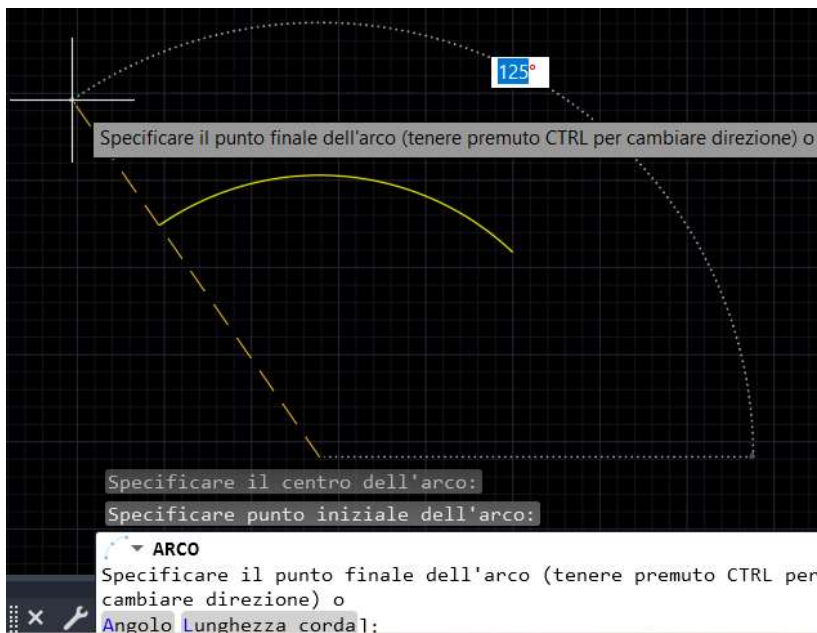 125°
Specificare il punto finale dell'arco (tenere premuto CTRL per cambiare direzione) o
Specificare il centro dell'arco:
Specificare punto iniziale dell'arco:
ARCO
Specificare il punto finale dell'arco (tenere premuto CTRL per
cambiare direzione) o
Angolo Lunghezza corda]: